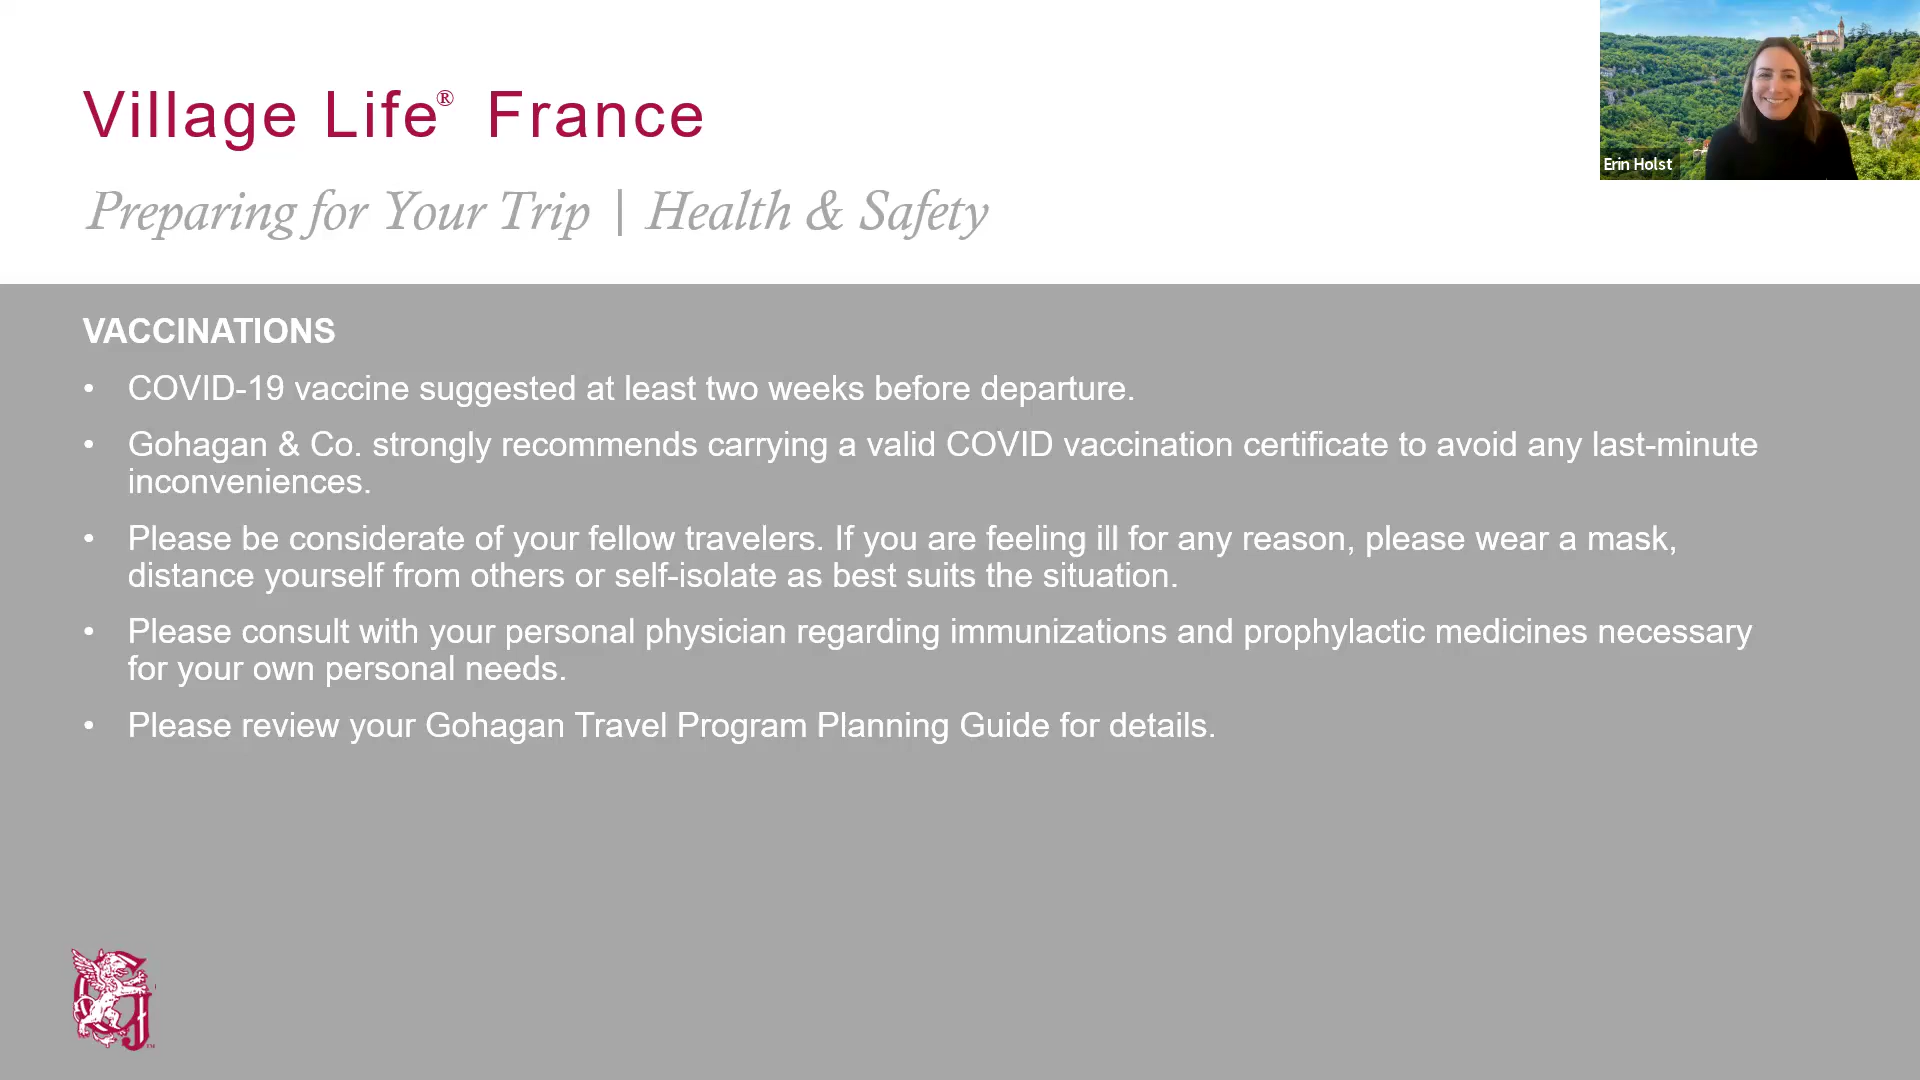 Village Life® France
Erin Holst
Preparing for Your Trip | Health & Safety
VACCINATIONS
• COVID-19 vaccine suggested at least two weeks before departure.
• Gohagan & Co. strongly recommends carrying a valid COVID vaccination certificate to avoid any last-minute
inconveniences.
• Please be considerate of your fellow travelers. If you are feeling ill for any reason, please wear a mask,
distance yourself from others or self-isolate as best suits the situation.
• Please consult with your personal physician regarding immunizations and prophylactic medicines necessary
for your own personal needs.
• Please review your Gohagan Travel Program Planning Guide for details.
G
TM